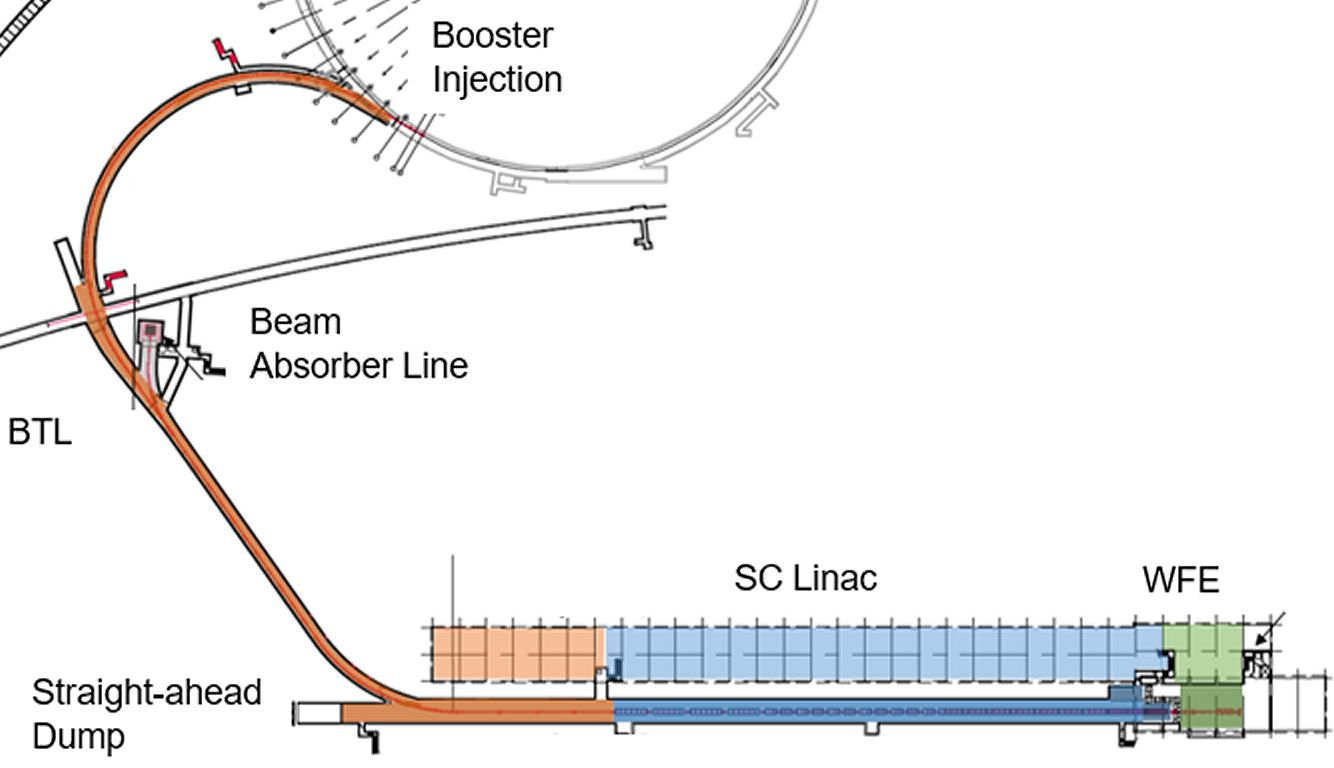 Booster
Injection
Beam
Absorber Line
BTL
SC Linac
WFE
Straight-ahead
Dump